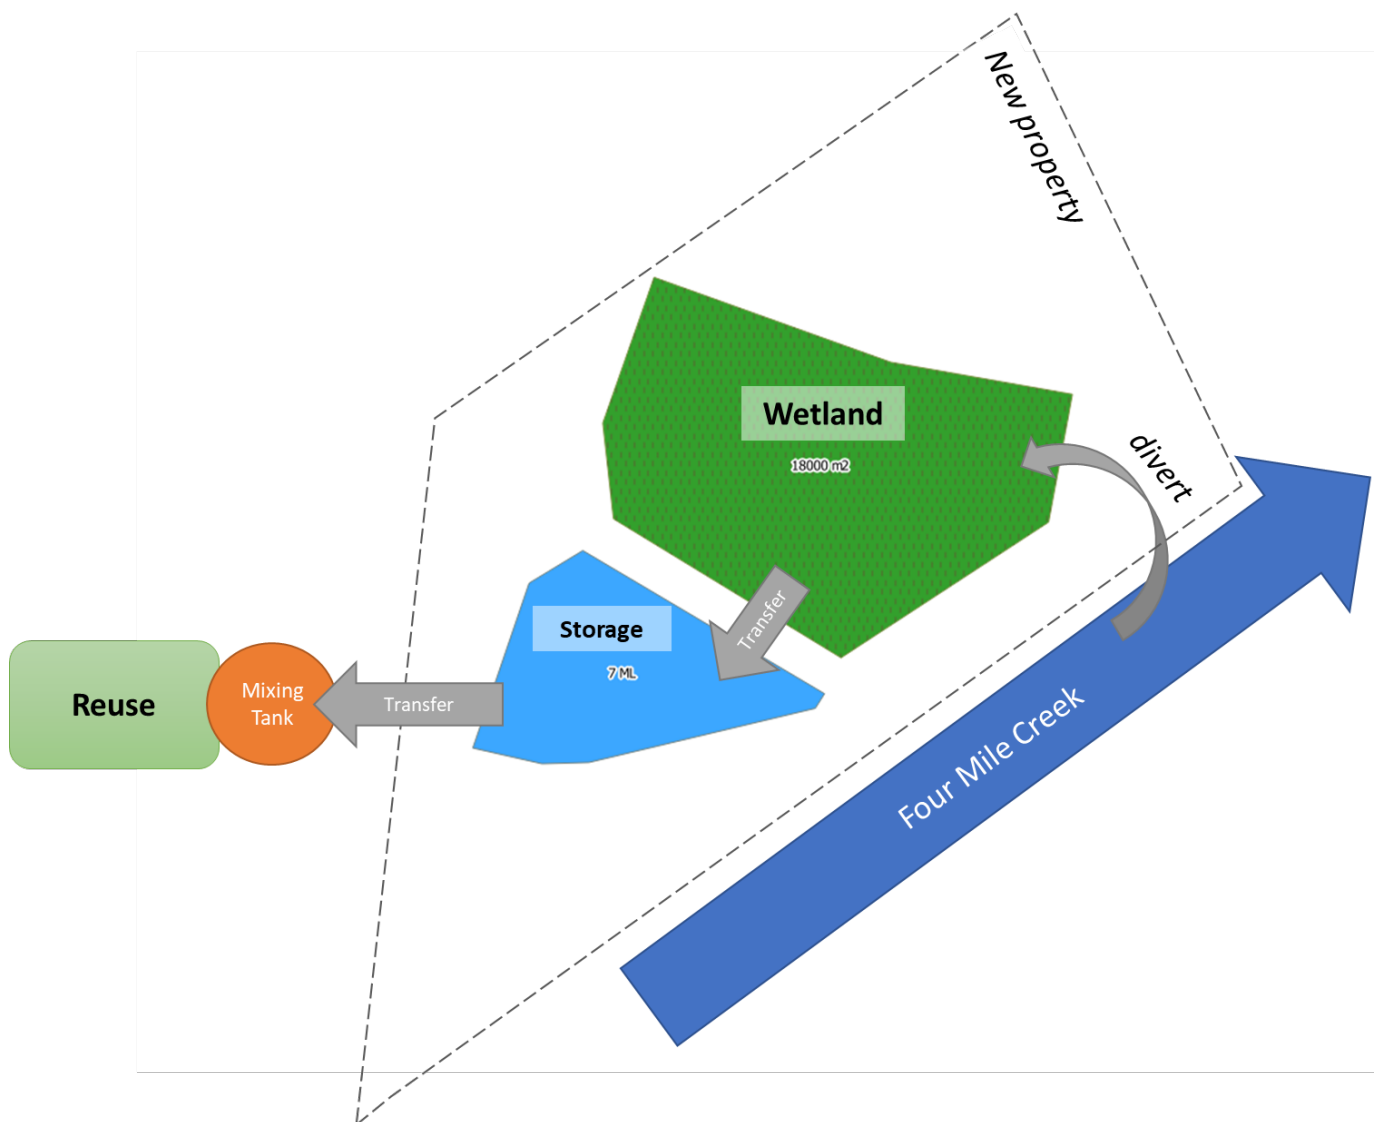 New property
divert
Wetland
18000 m2
Transfer
Storage
7 ML
Transfer
Mixing
Tank
Reuse
Four Mile Creek